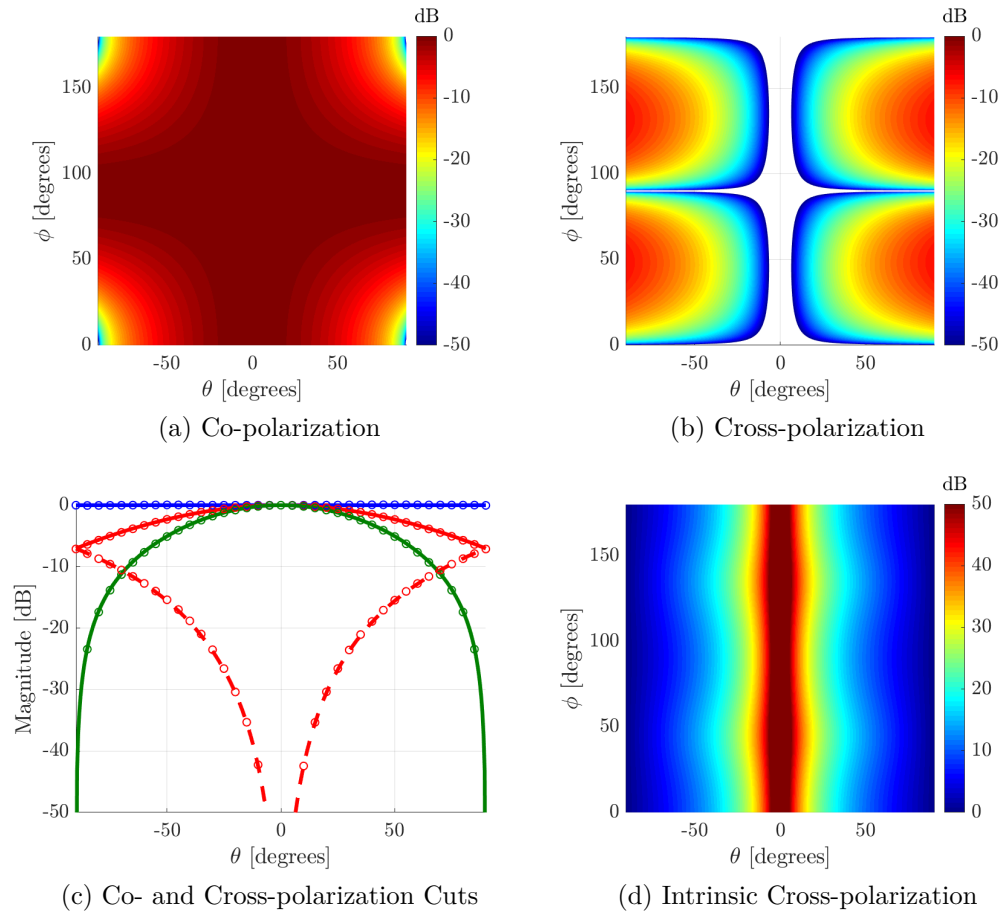 dB
0
-10
-20
-30
-40
-50
150
100
50
0
ϕ [degrees]
-50 0 50
θ [degrees]
(a) Co-polarization
dB
0
-10
-20
-30
-40
-50
150
100
50
0
ϕ [degrees]
-50 0 50
θ [degrees]
(b) Cross-polarization
0
-10
-20
-30
-40
-50
Magnitude [dB]
-50 0 50
θ [degrees]
(c) Co- and Cross-polarization Cuts
dB
50
40
30
20
10
0
150
100
50
0
ϕ [degrees]
-50 0 50
θ [degrees]
(d) Intrinsic Cross-polarization